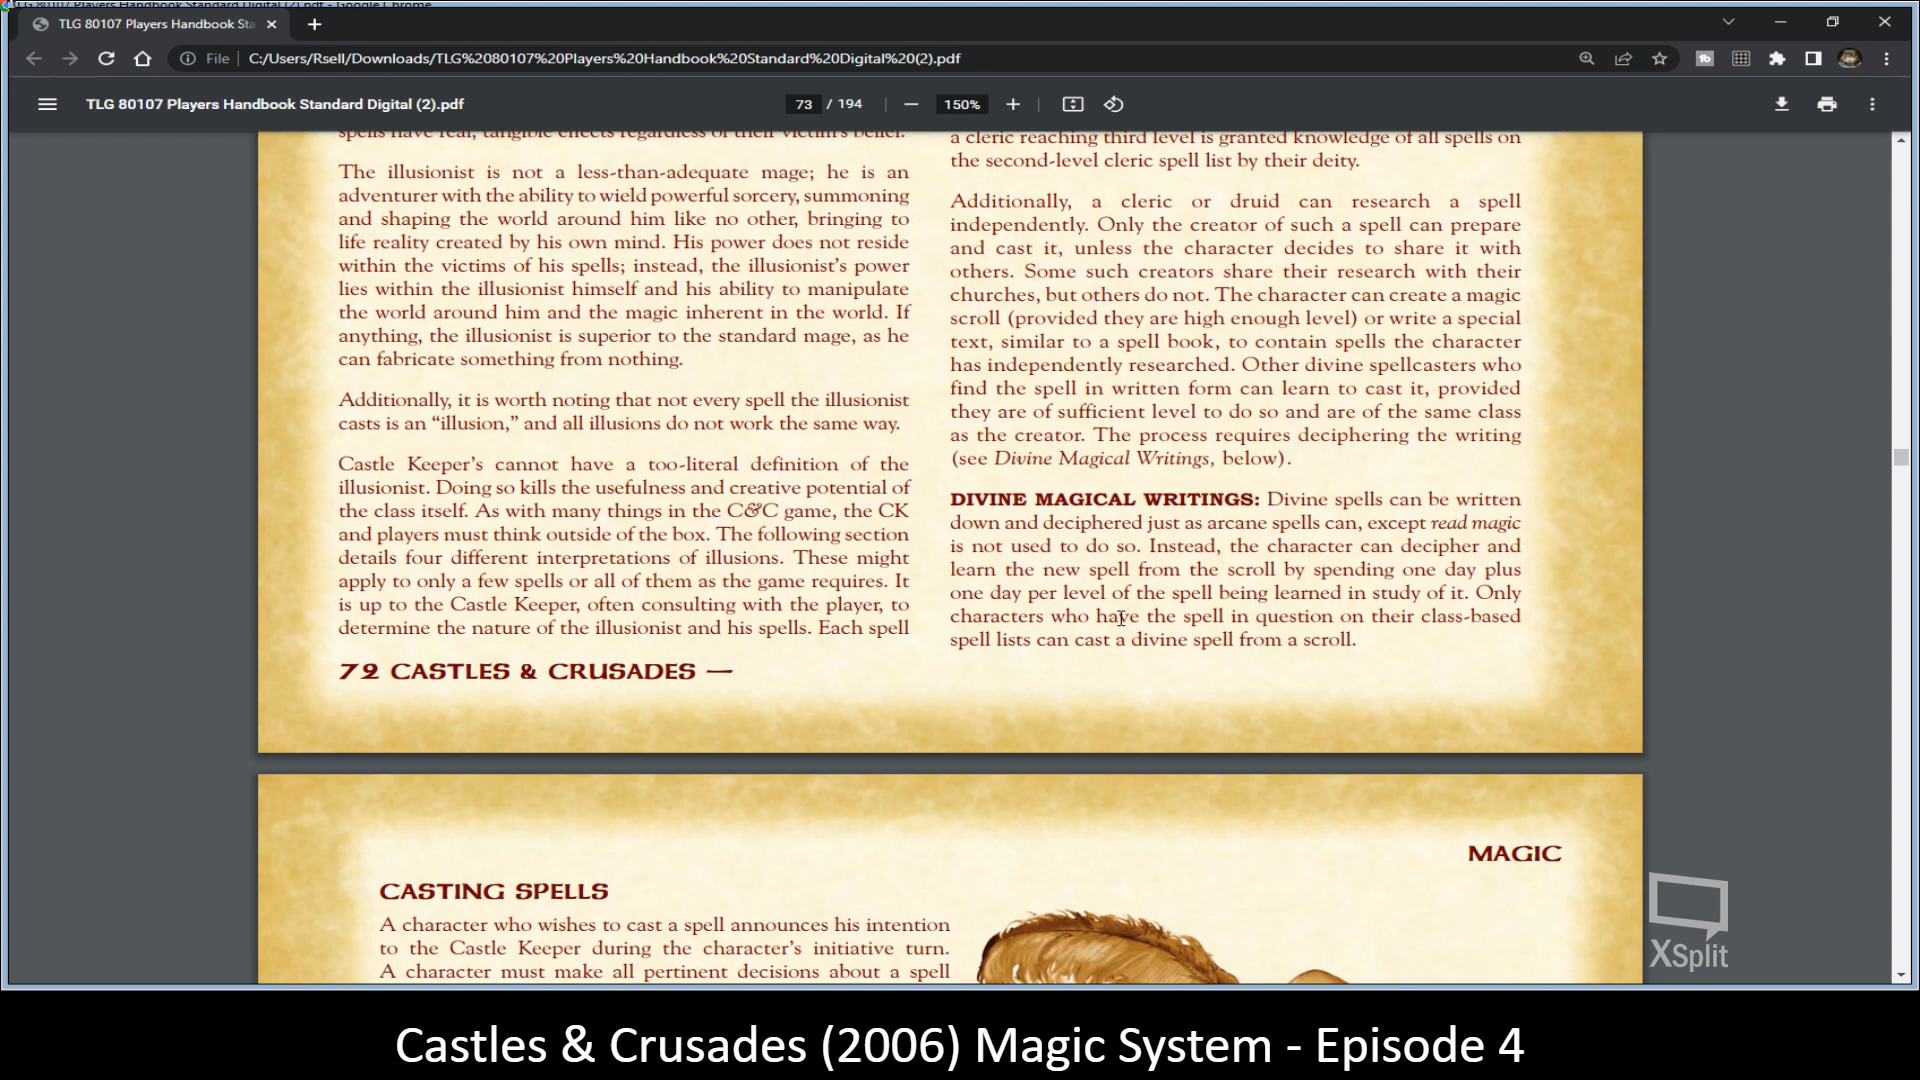 TLG 80107 Players Handbook Sta
File
C:/Users/Rsell/Downloads/TLG%2080107%20Players%20Handbook%20Standard%20Digital%20(2).pdf
TLG 80107 Players Handbook Standard Digital (2).pdf
73 / 194
150%
spells have real, tangible effects regardless of their victim's belief.
The illusionist is not a less-than-adequate mage; he is an
adventurer with the ability to wield powerful sorcery, summoning
and shaping the world around him like no other, bringing to
life reality created by his own mind. His power does not reside
within the victims of his spells; instead, the illusionist's power
lies within the illusionist himself and his ability to manipulate
the world around him and the magic inherent in the world. If
anything, the illusionist is superior to the standard mage, as he
can fabricate something from nothing.
Additionally, it is worth noting that not every spell the illusionist
casts is an “illusion,” and all illusions do not work the same way.
Castle Keeper's cannot have a too-literal definition of the
illusionist. Doing so kills the usefulness and creative potential of
the class itself. As with many things in the C&C game, the CK
and players must think outside of the box. The following section
details four different interpretations of illusions. These might
apply to only a few spells or all of them as the game requires. It
is up to the Castle Keeper, often consulting with the player, to
determine the nature of the illusionist and his spells. Each spell
72 CASTLES & CRUSADES —
a cleric reaching third level is granted knowledge of all spells on
the second-level cleric spell list by their deity.
Additionally, a cleric or druid can research a spell
independently. Only the creator of such a spell can prepare
and cast it, unless the character decides to share it with
others. Some such creators share their research with their
churches, but others do not. The character can create a magic
scroll (provided they are high enough level) or write a special
text, similar to a spell book, to contain spells the character
has independently researched. Other divine spellcasters who
find the spell in written form can learn to cast it, provided
they are of sufficient level to do so and are of the same class
as the creator. The process requires deciphering the writing
(see Divine Magical Writings, below).
DIVINE MAGICAL WRITINGS: Divine spells can be written
down and deciphered just as arcane spells can, except read magic
is not used to do so. Instead, the character can decipher and
learn the new spell from the scroll by spending one day plus
one day per level of the spell being learned in study of it. Only
characters who have the spell in question on their class-based
spell lists can cast a divine spell from a scroll.
MAGIC
CASTING SPELLS
A character who wishes to cast a spell announces his intention
to the Castle Keeper during the character's initiative turn.
A character must make all pertinent decisions about a spell
XSplit
Castles & Crusades (2006) Magic System - Episode 4